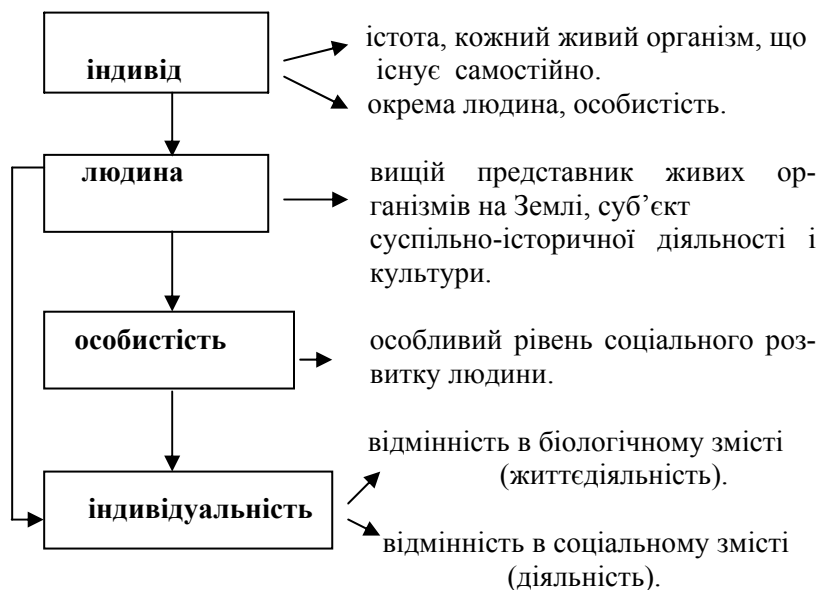 істота, кожний живий організм, що
індивід
існує самостійно.
окрема людина, особистість.
людина
вищій представник живих ор-
ганізмів на Землі, суб’єкт
суспільно-історичної діяльності і
культури.
особистість
особливий рівень соціального роз-
витку людини.
відмінність в біологічному змісті
(життєдіяльність).
індивідуальність
відмінність в соціальному змісті
(діяльність).